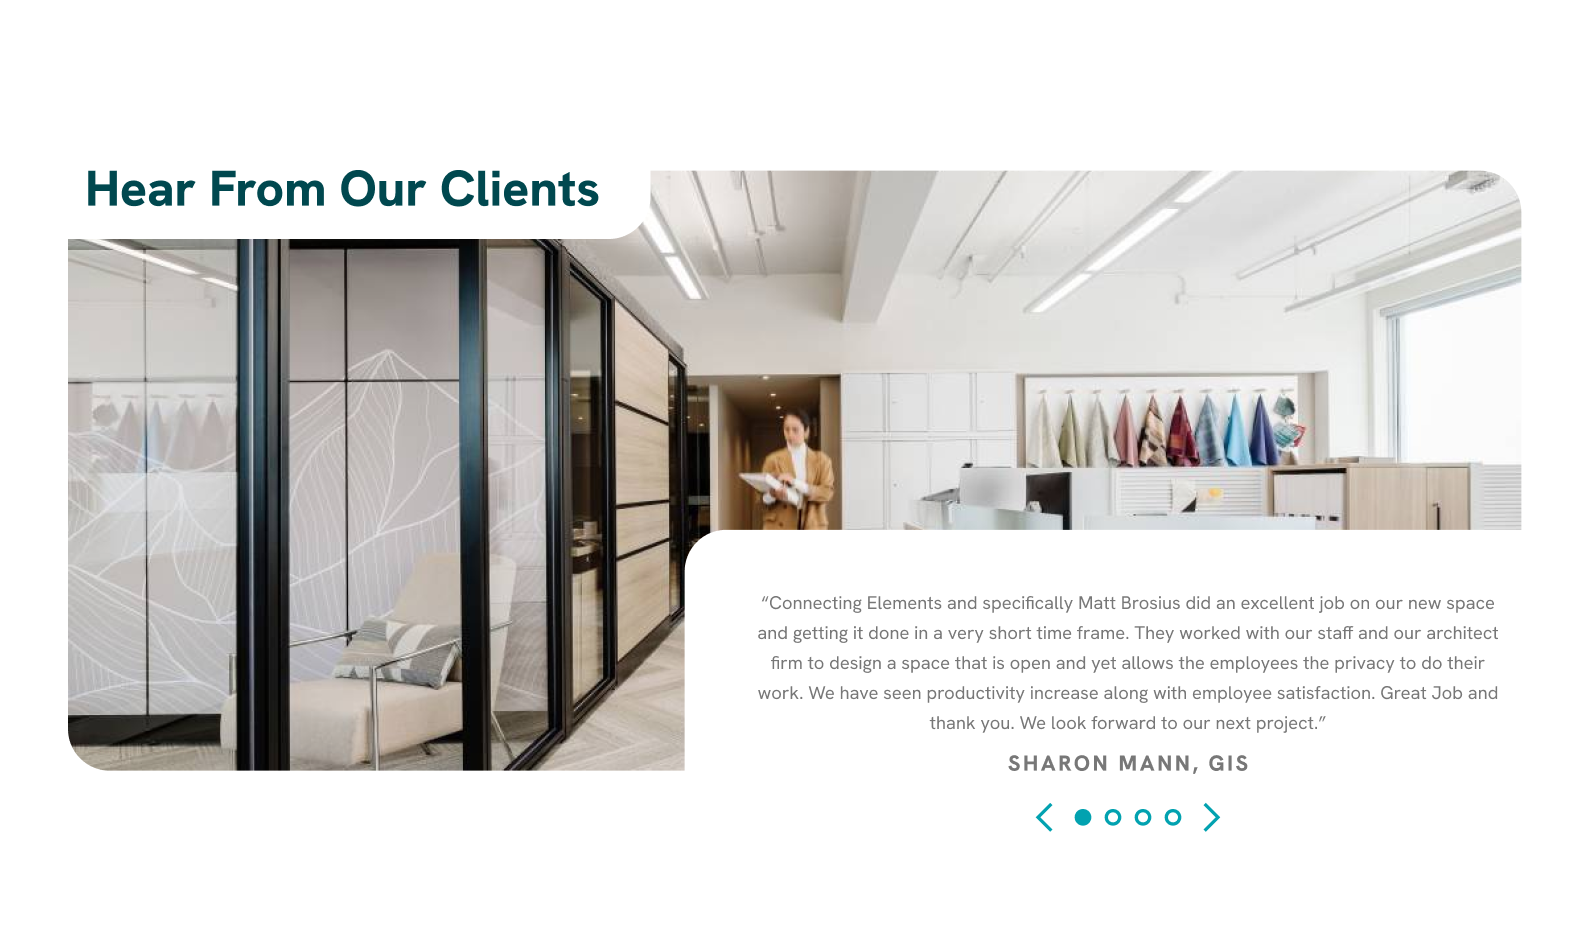 Hear From Our Clients
“Connecting Elements and specifically Matt Brosius did an excellent job on our new space
and getting it done in a very short time frame. They worked with our staff and our architect
firm to design a space that is open and yet allows the employees the privacy to do their
work. We have seen productivity increase along with employee satisfaction. Great Job and
thank you. We look forward to our next project.”
SHARON MANN, GIS